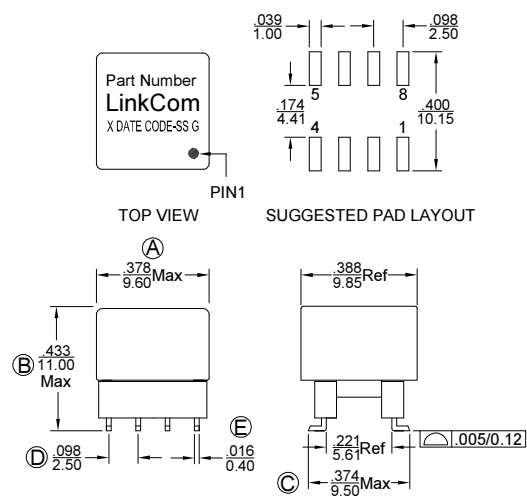 .039
1.00
.098
2.50
Part Number
LinkCom
X DATE CODE-SS G
PIN1
5
8
.174
4.41
4
1
.400
10.15
TOP VIEW
SUGGESTED PAD LAYOUT
A
.378
9.60
Max
.388
9.85
Ref
B
.433
11.00
Max
D
.098
2.50
E
.016
0.40
.221
5.61
Ref
.005/0.12
C
.374
9.50
Max